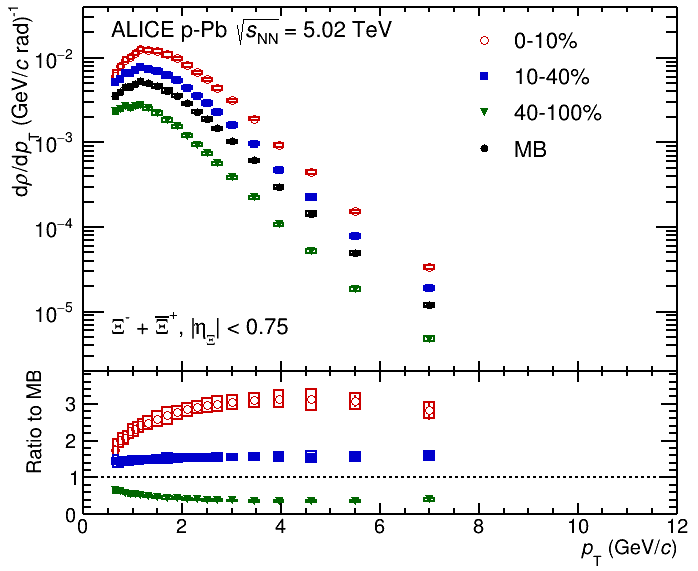 ALICE p-Pb √s_NN = 5.02 TeV
0-10%
10-40%
40-100%
MB
dρ/dp_T (GeV/c rad)⁻¹
10⁻²
10⁻³
10⁻⁴
10⁻⁵
Ξ⁻ + Ξ̅⁺, |η_Ξ| < 0.75
Ratio to MB
3
2
1
0
0 2 4 6 8 10 12
p_T (GeV/c)